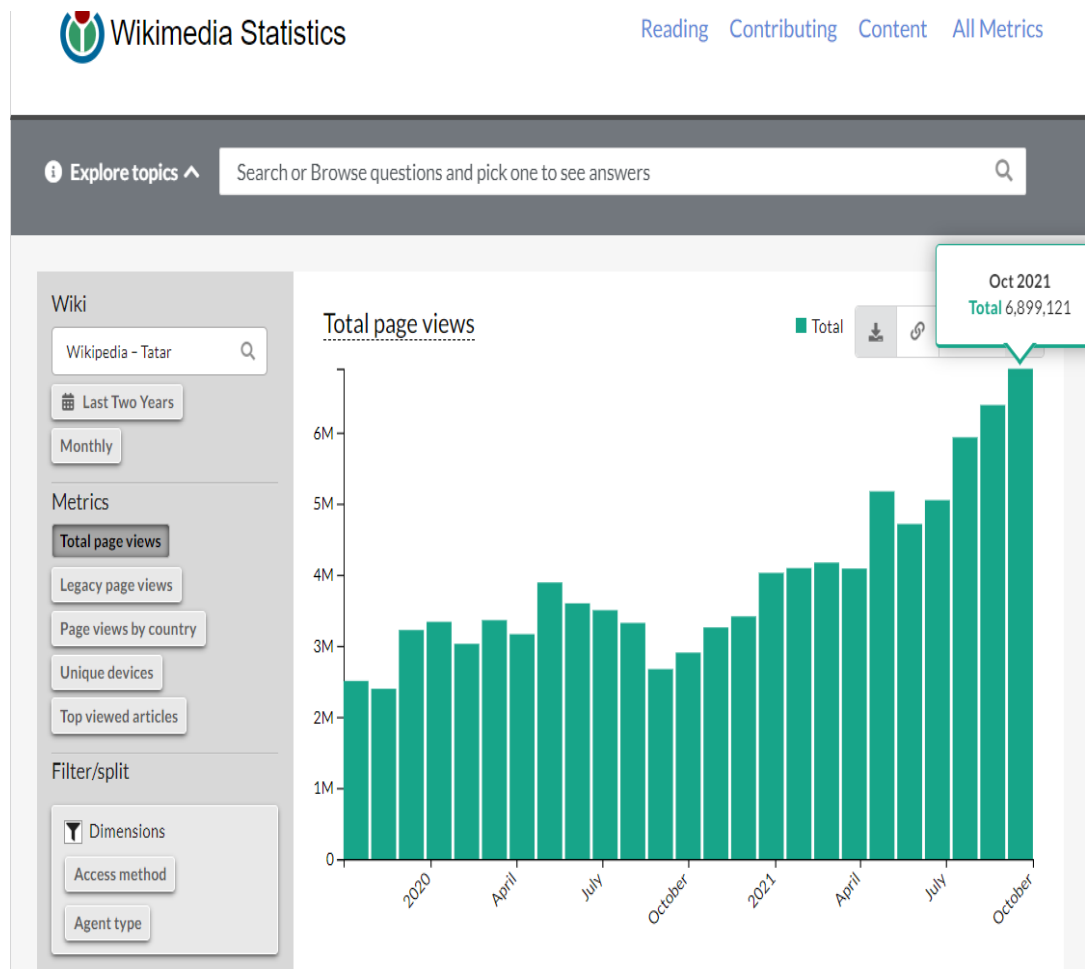 Wikimedia Statistics
Reading Contributing Content All Metrics
Explore topics
Search or Browse questions and pick one to see answers
Wiki
Wikipedia – Tatar
Last Two Years
Monthly
Metrics
Total page views
Legacy page views
Page views by country
Unique devices
Top viewed articles
Filter/split
Dimensions
Access method
Agent type
Total page views
Total
Oct 2021
Total 6,899,121
6M
5M
4M
3M
2M
1M
0
2020 April July October 2021 April July October